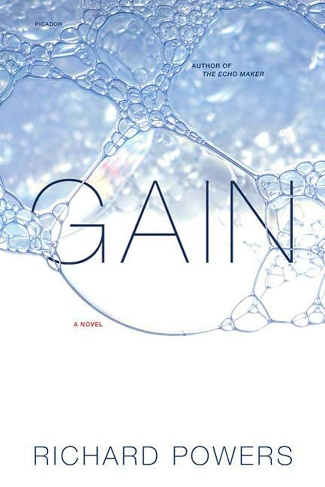 PICADOR
AUTHOR OF
THE ECHO MAKER
GAIN
A NOVEL
RICHARD POWERS